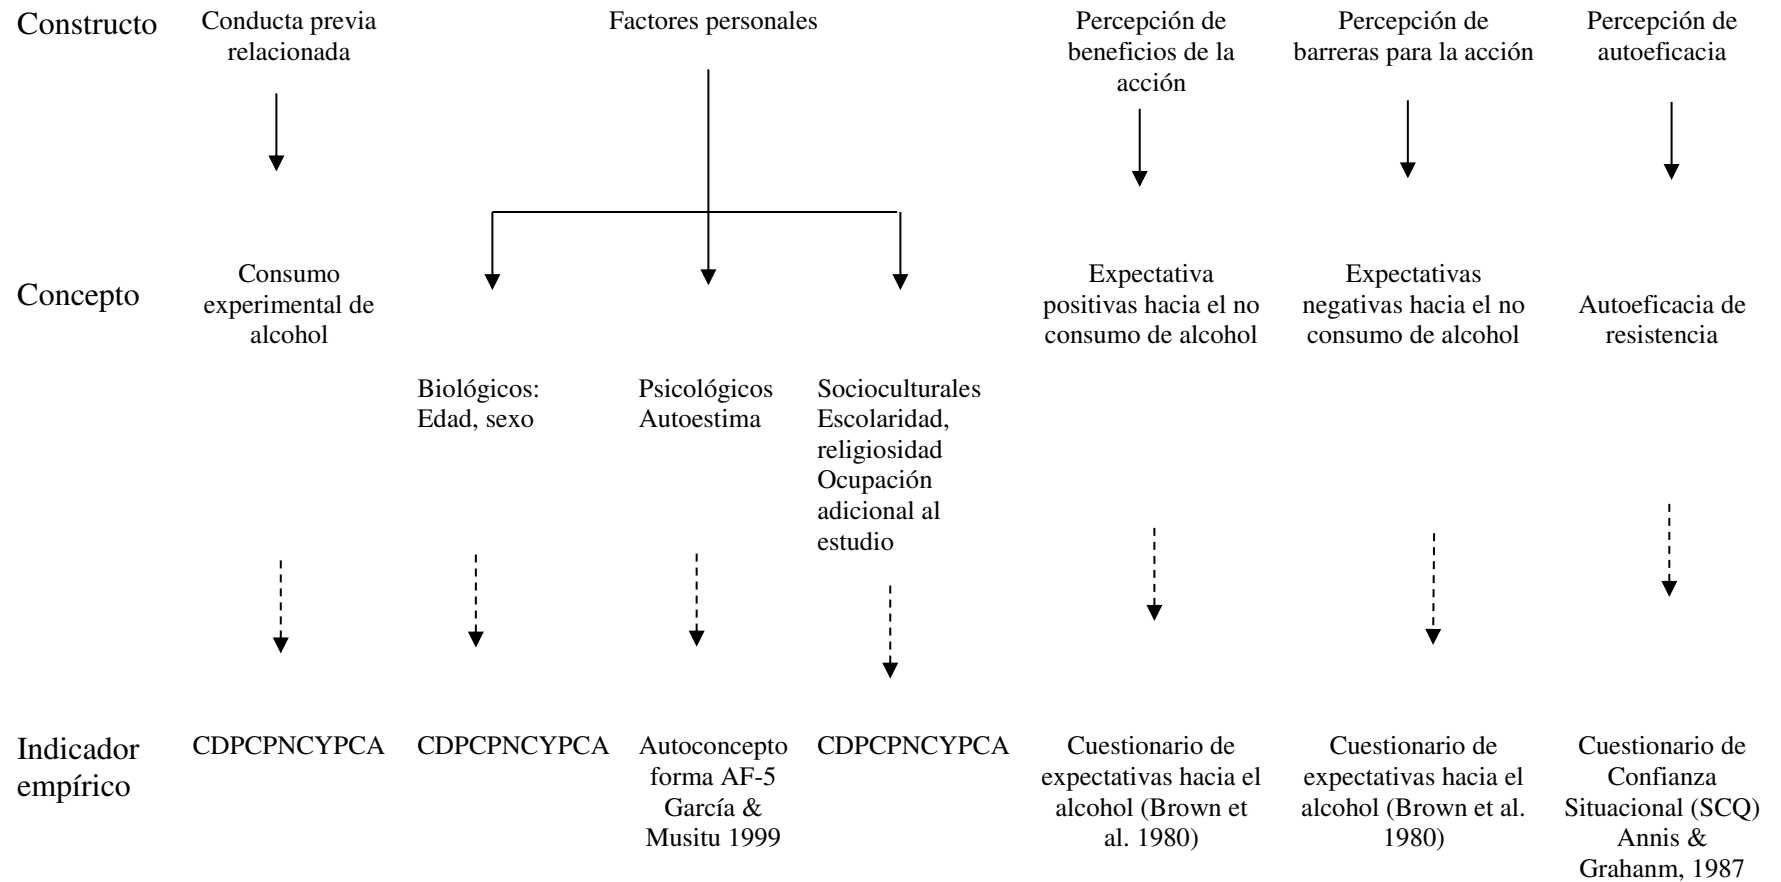 Constructo
Conducta previa
relacionada
Factores personales
Percepción de
beneficios de la
acción
Percepción de
barreras para la acción
Percepción de
autoeficacia
Concepto
Consumo
experimental de
alcohol
Biológicos:
Edad, sexo
Psicológicos
Autoestima
Socioculturales
Escolaridad,
religiosidad
Ocupación
adicional al
estudio
Expectativa
positivas hacia el no
consumo de alcohol
Expectativas
negativas hacia el no
consumo de alcohol
Autoeficacia de
resistencia
Indicador
empírico
CDPCPNCYPCA
CDPCPNCYPCA
Autoconcepto
forma AF-5
García &
Musitu 1999
CDPCPNCYPCA
Cuestionario de
expectativas hacia el
alcohol (Brown et
al. 1980)
Cuestionario de
expectativas hacia el
alcohol (Brown et al.
1980)
Cuestionario de
Confianza
Situacional (SCQ)
Annis &
Grahanm, 1987